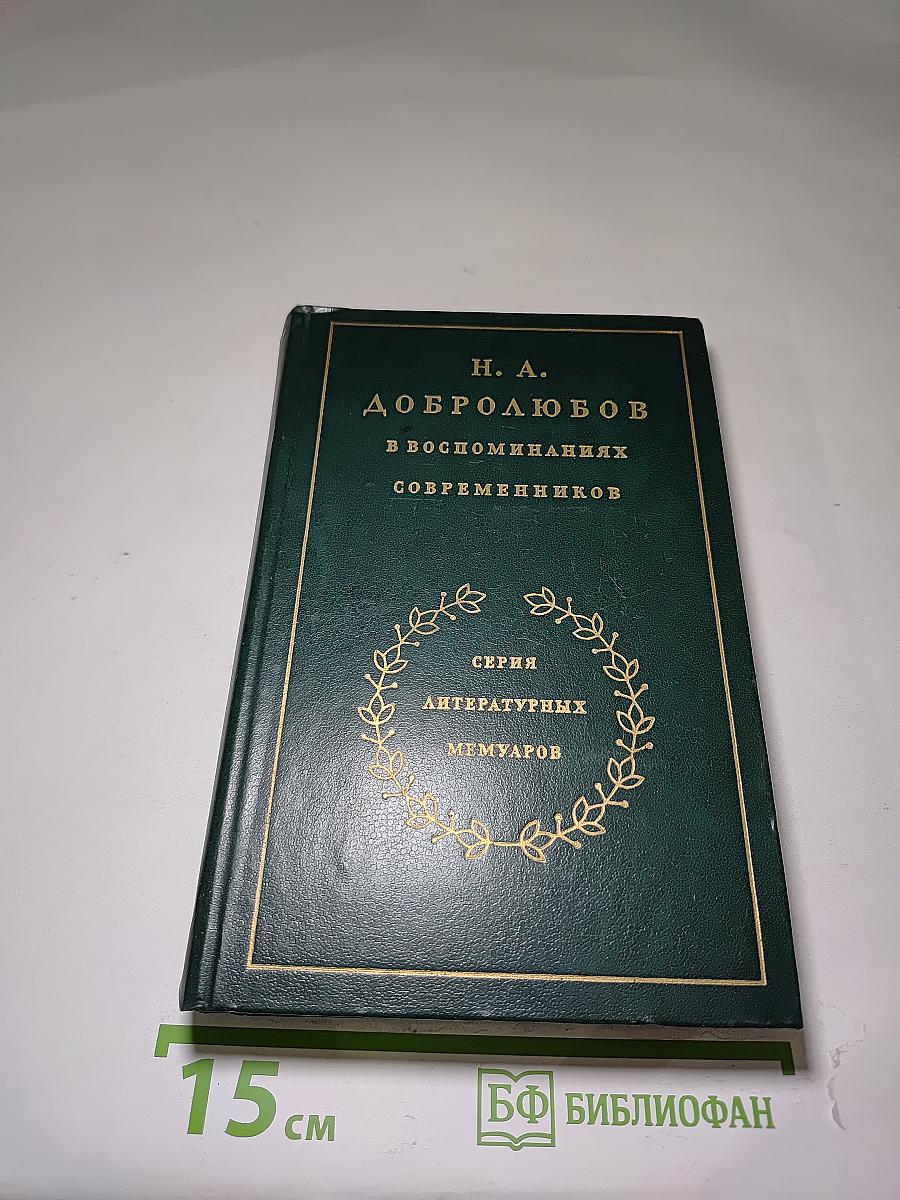 Н. А.
ДОБРОЛЮБОВ
В ВОСПОМИНАНИЯХ
СОВРЕМЕННИКОВ
СЕРИЯ
ЛИТЕРАТУРНЫХ
МЕМУАРОВ
15 см
БФ БИБЛИОФАН